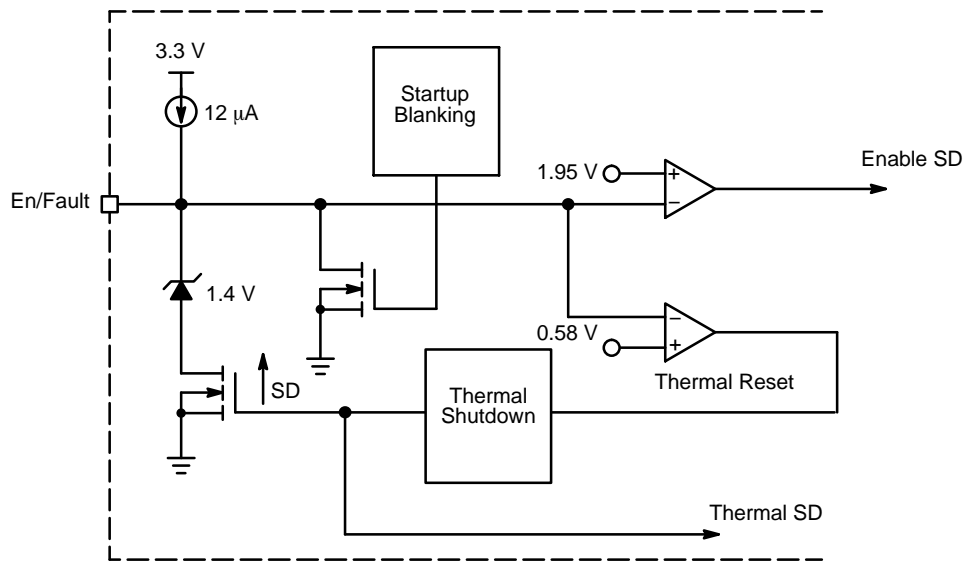 3.3 V
12 μA
Startup
Blanking
1.95 V
+
−
Enable SD
En/Fault
1.4 V
−
0.58 V
+
SD
Thermal
Shutdown
Thermal Reset
Thermal SD